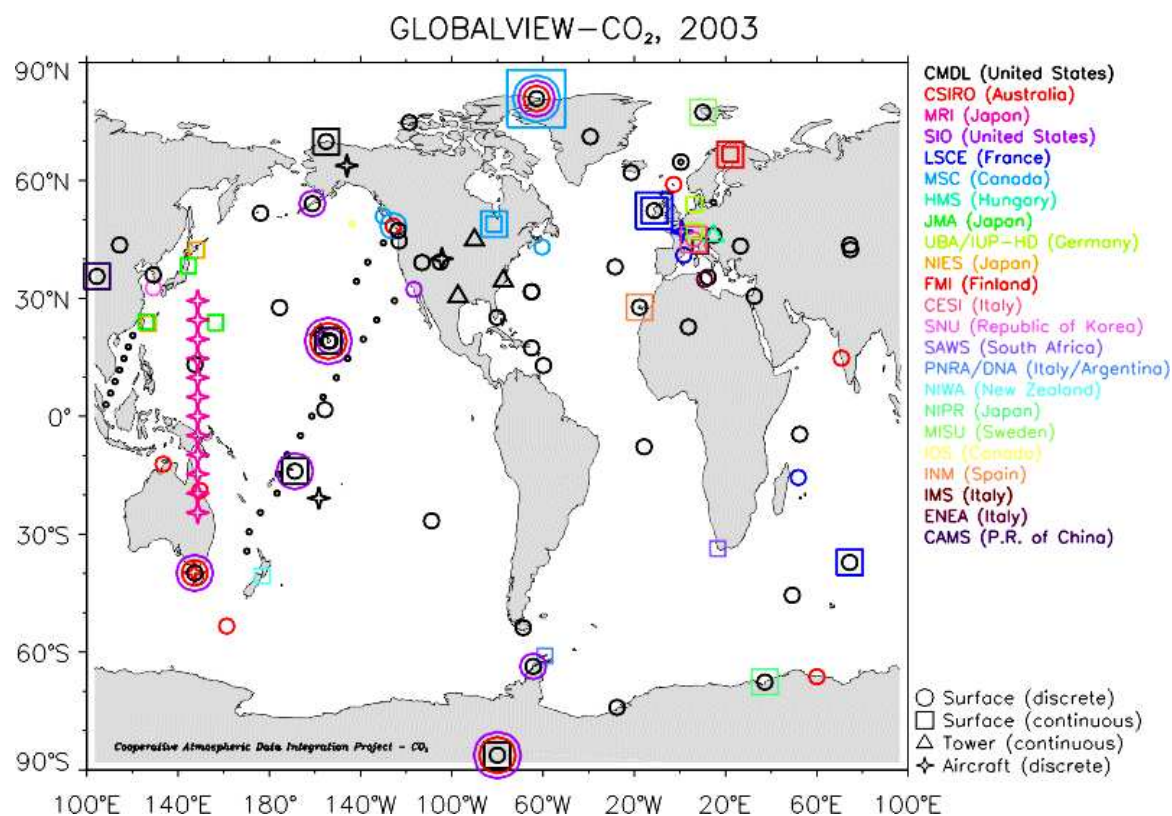 GLOBALVIEW−CO₂, 2003
90°N
60°N
30°N
0°
30°S
60°S
90°S
100°E 140°E 180° 140°W 100°W 60°W 20°W 20°E 60°E 100°E
Cooperative Atmospheric Data Integration Project − CO₂
CMDL (United States)
CSIRO (Australia)
MRI (Japan)
SIO (United States)
LSCE (France)
MSC (Canada)
HMS (Hungary)
JMA (Japan)
UBA/IUP−HD (Germany)
NIES (Japan)
FMI (Finland)
CESI (Italy)
SNU (Republic of Korea)
SAWS (South Africa)
PNRA/DNA (Italy/Argentina)
NIWA (New Zealand)
NIPR (Japan)
MISU (Sweden)
IOS (Canada)
INM (Spain)
IMS (Italy)
ENEA (Italy)
CAMS (P.R. of China)
Surface (discrete)
Surface (continuous)
Tower (continuous)
Aircraft (discrete)